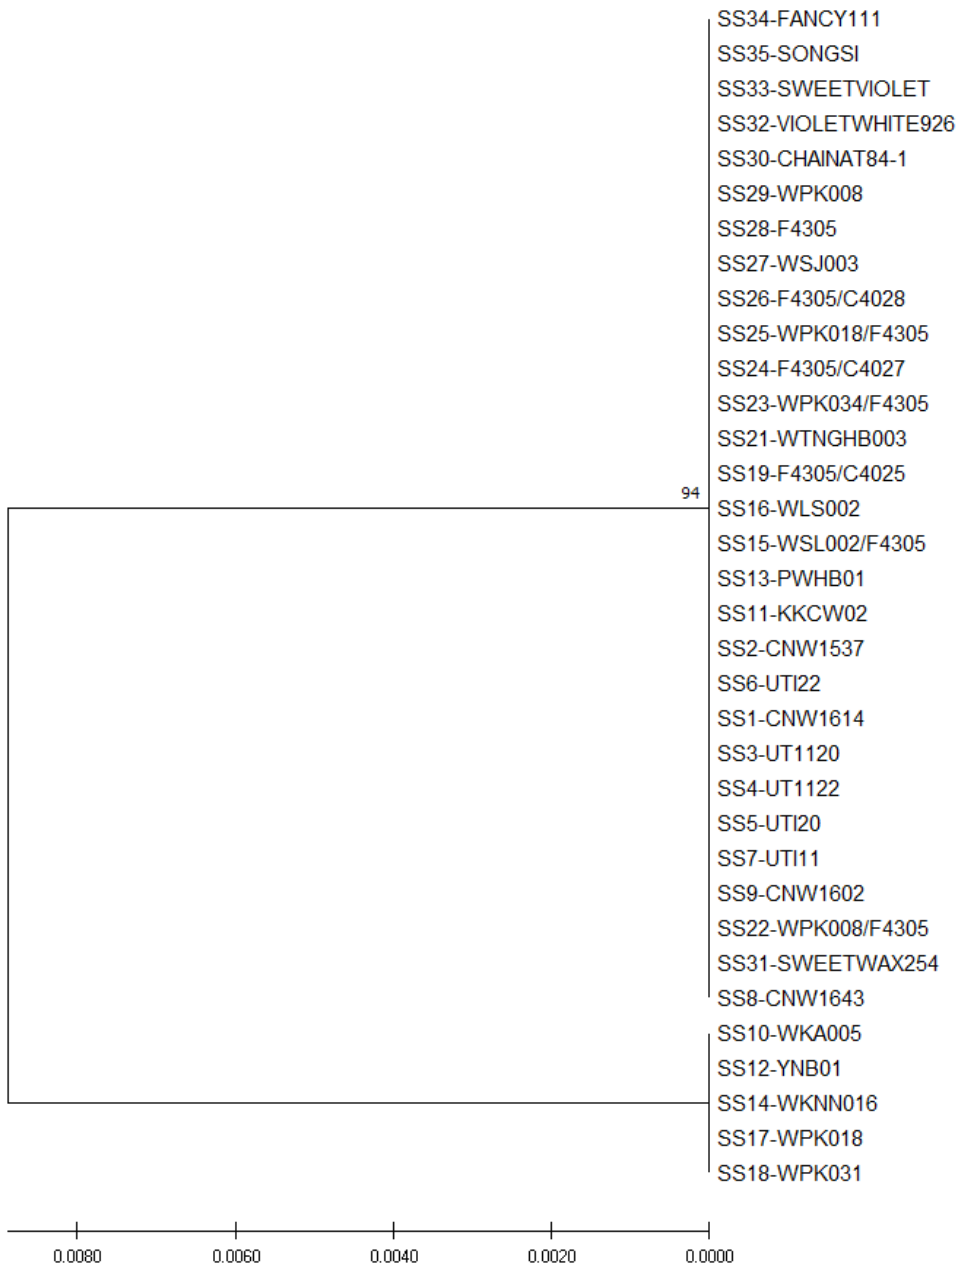 SS34-FANCY111
SS35-SONGSI
SS33-SWEETVIOLET
SS32-VIOLETWHITE926
SS30-CHAINAT84-1
SS29-WPK008
SS28-F4305
SS27-WSJ003
SS26-F4305/C4028
SS25-WPK018/F4305
SS24-F4305/C4027
SS23-WPK034/F4305
SS21-WTNGHB003
SS19-F4305/C4025
94
SS16-WLS002
SS15-WSL002/F4305
SS13-PWHB01
SS11-KKCW02
SS2-CNW1537
SS6-UTI22
SS1-CNW1614
SS3-UT1120
SS4-UT1122
SS5-UTI20
SS7-UTI11
SS9-CNW1602
SS22-WPK008/F4305
SS31-SWEETWAX254
SS8-CNW1643
SS10-WKA005
SS12-YNB01
SS14-WKNN016
SS17-WPK018
SS18-WPK031
0.0080 0.0060 0.0040 0.0020 0.0000